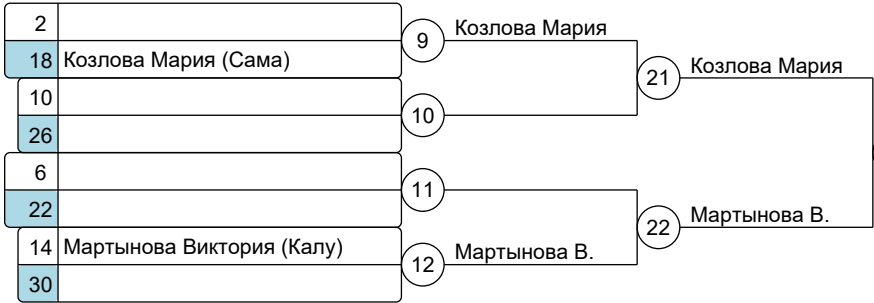 2
18 Козлова Мария (Сама)
9 Козлова Мария
10
26
10
21 Козлова Мария
6
22
11
14 Мартынова Виктория (Калу)
30
12 Мартынова В.
22 Мартынова В.